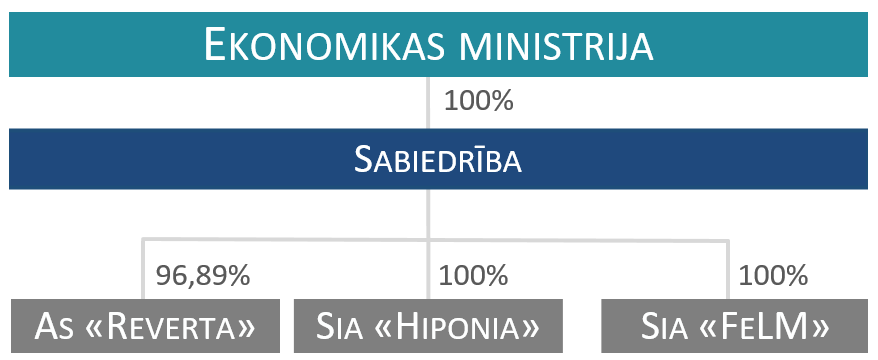 EKONOMIKAS MINISTRIJA
100%
SABIEDRĪBA
96,89% 100% 100%
AS «REVERTA» SIA «HIPONIA» SIA «FELM»